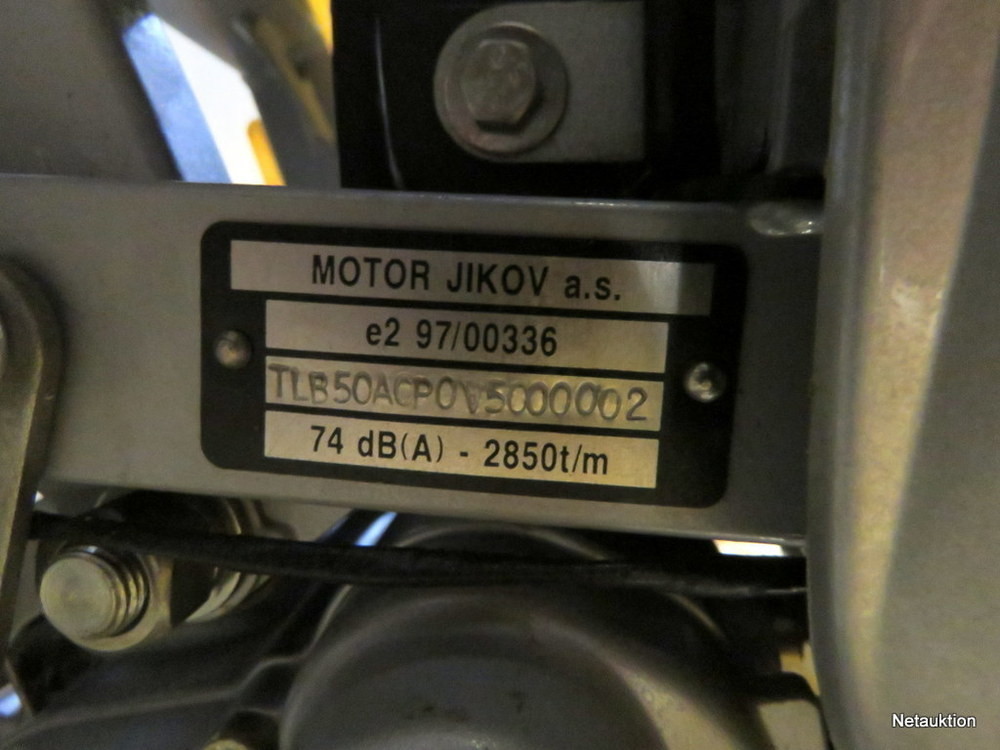 MOTOR JIKOV a.s.
e2 97/00336
TLB50ACP0V5000002
74 dB(A) - 2850t/m
Netauktion